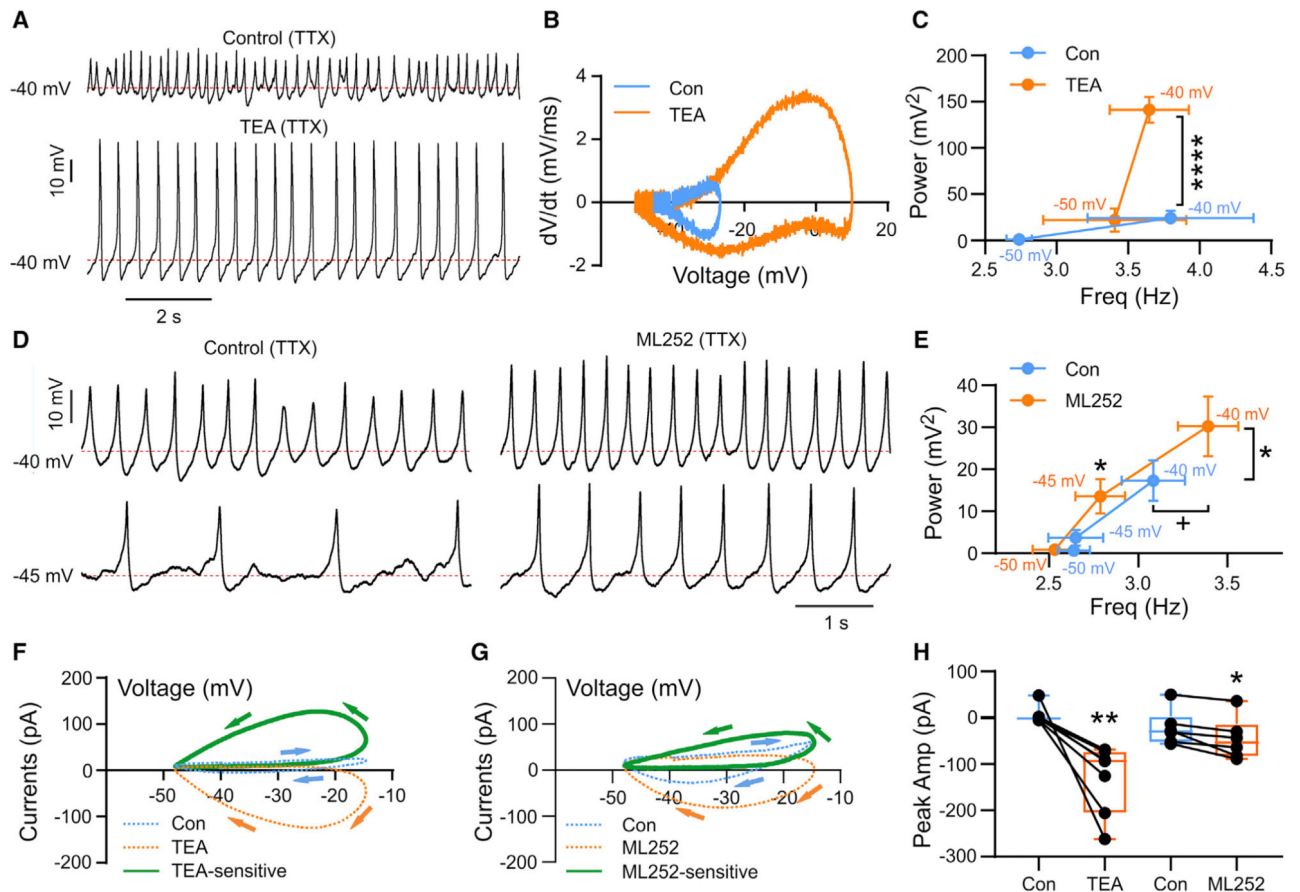 A
Control (TTX)
-40 mV
TEA (TTX)
10 mV
-40 mV
2 s
B
Con
TEA
dV/dt (mV/ms)
4
2
0
-2
-40
-20
0
20
Voltage (mV)
C
Con
TEA
Power (mV²)
200
150
100
50
0
-40 mV
****
-50 mV
-40 mV
-50 mV
2.5 3.0 3.5 4.0 4.5
Freq (Hz)
D
Control (TTX)
ML252 (TTX)
10 mV
-40 mV
-45 mV
1 s
E
Con
ML252
Power (mV²)
40
30
20
10
0
-40 mV
*
-45 mV
*
-40 mV
+
-45 mV
-50 mV
-50 mV
2.5 3.0 3.5
Freq (Hz)
F
Currents (pA)
200
100
0
-100
-200
Voltage (mV)
-50 -40 -30 -20 -10
Con
TEA
TEA-sensitive
G
Currents (pA)
200
100
0
-100
-200
Voltage (mV)
-50 -40 -30 -20 -10
Con
ML252
ML252-sensitive
H
Peak Amp (pA)
100
0
-100
-200
-300
**
*
Con TEA Con ML252